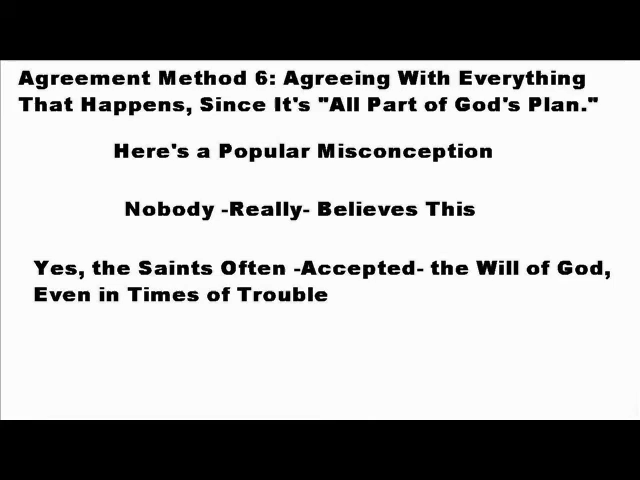 Agreement Method 6: Agreeing With Everything
That Happens, Since It's "All Part of God's Plan."
Here's a Popular Misconception
Nobody -Really- Believes This
Yes, the Saints Often -Accepted- the Will of God,
Even in Times of Trouble